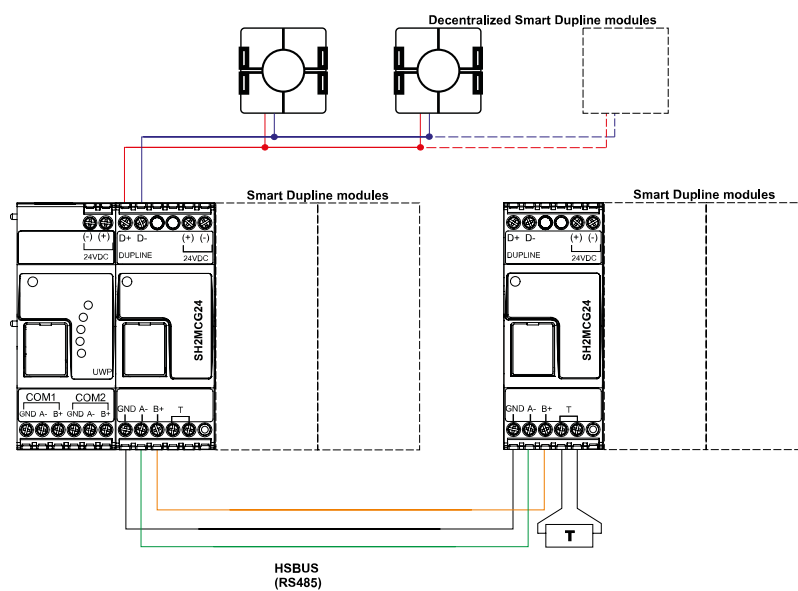 Decentralized Smart Dupline modules
Smart Dupline modules
Smart Dupline modules
(-) (+)
24VDC
D+ D-
(+) (-)
DUPLINE
24VDC
D+ D-
(+) (-)
DUPLINE
24VDC
UWP
SH2MCG24
SH2MCG24
COM1 COM2
GND A- B+ GND A- B+
GND A- B+ T
GND A- B+ T
T
HSBUS
(RS485)